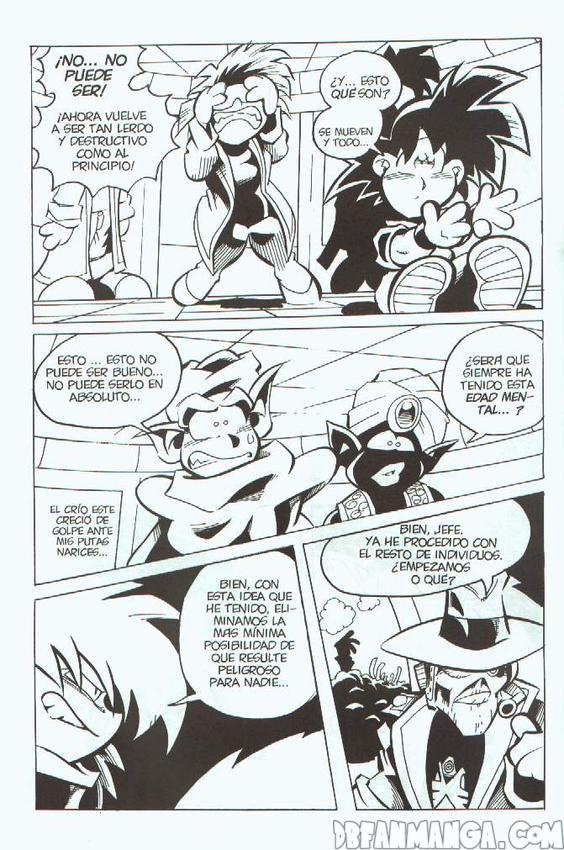 ¡NO... NO
PUEDE
SER!
¡AHORA VUELVE
A SER TAN LERDO
Y DESTRUCTIVO
COMO AL
PRINCIPIO!
¿Y... ESTO
QUÉ SON?
SE MUEVEN
Y TODO...
ESTO ... ESTO NO
PUEDE SER BUENO...
NO PUEDE SERLO EN
ABSOLUTO...
¿SERÁ QUE
SIEMPRE HA
TENIDO ESTA
EDAD MEN-
TAL... ?
EL CRÍO ESTE
CRECIÓ DE
GOLPE ANTE
MIS PUTAS
NARICES...
BIEN, JEFE.
YA HE PROCEDIDO CON
EL RESTO DE INDIVIDUOS.
¿EMPEZAMOS
O QUÉ?
BIEN, CON
ESTA IDEA QUE
HE TENIDO, ELI-
MINAMOS LA
MAS MÍNIMA
POSIBILIDAD DE
QUE RESULTE
PELIGROSO
PARA NADIE...
DBFANMANGA.COM